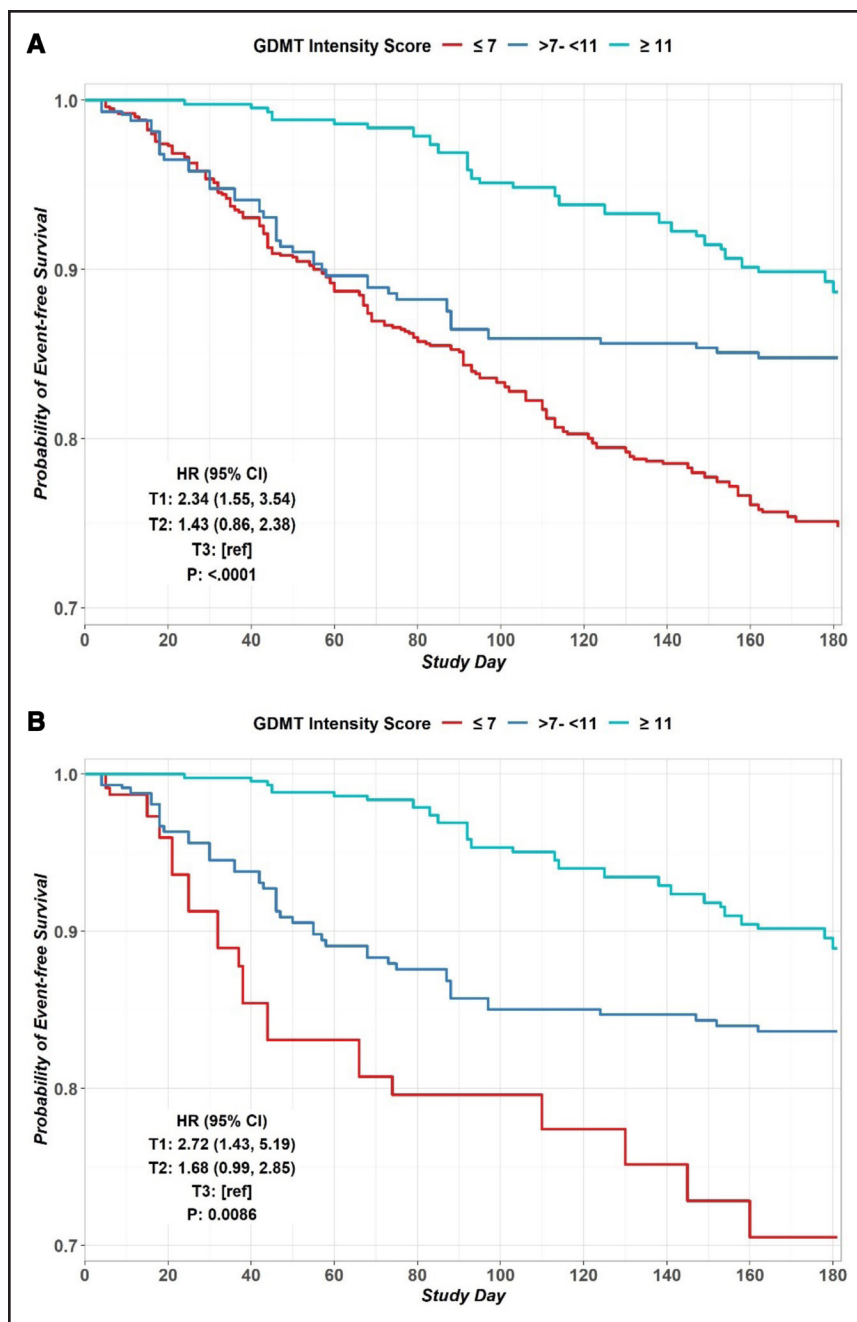 A
GDMT Intensity Score ≤ 7 >7- <11 ≥ 11
Probability of Event-free Survival
1.0
0.9
0.8
0.7
HR (95% CI)
T1: 2.34 (1.55, 3.54)
T2: 1.43 (0.86, 2.38)
T3: [ref]
P: <.0001
0 20 40 60 80 100 120 140 160 180
Study Day
B
GDMT Intensity Score ≤ 7 >7- <11 ≥ 11
Probability of Event-free Survival
1.0
0.9
0.8
0.7
HR (95% CI)
T1: 2.72 (1.43, 5.19)
T2: 1.68 (0.99, 2.85)
T3: [ref]
P: 0.0086
0 20 40 60 80 100 120 140 160 180
Study Day